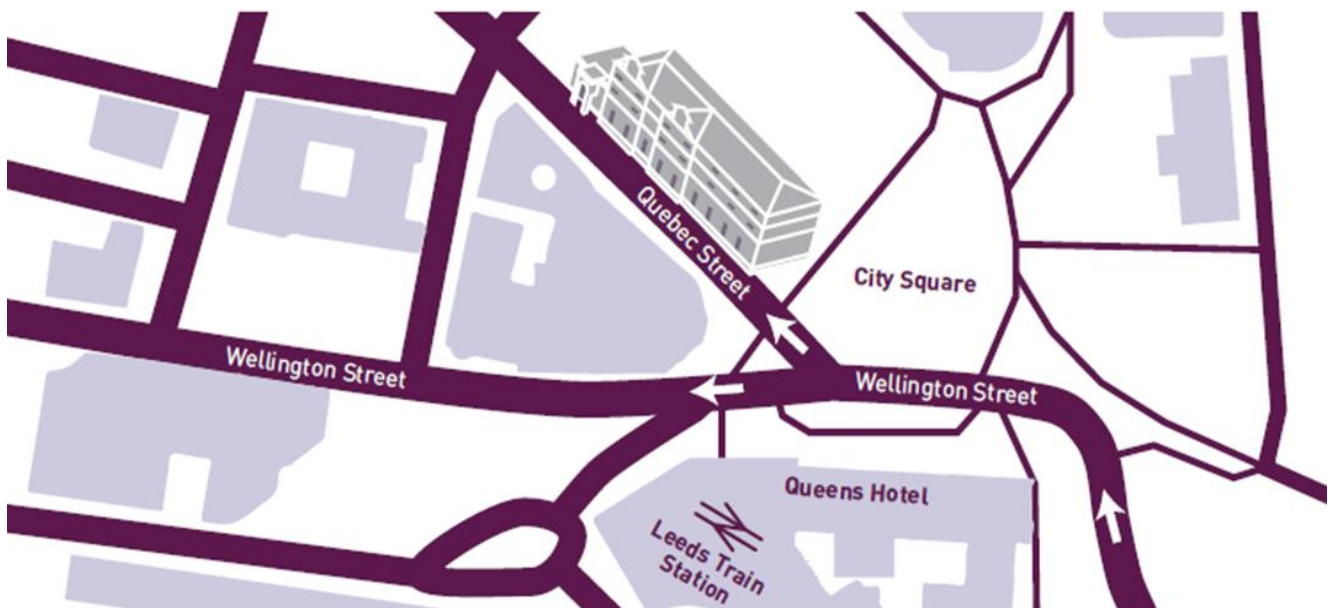 Quebec Street
City Square
Wellington Street
Wellington Street
Queens Hotel
Leeds Train
Station